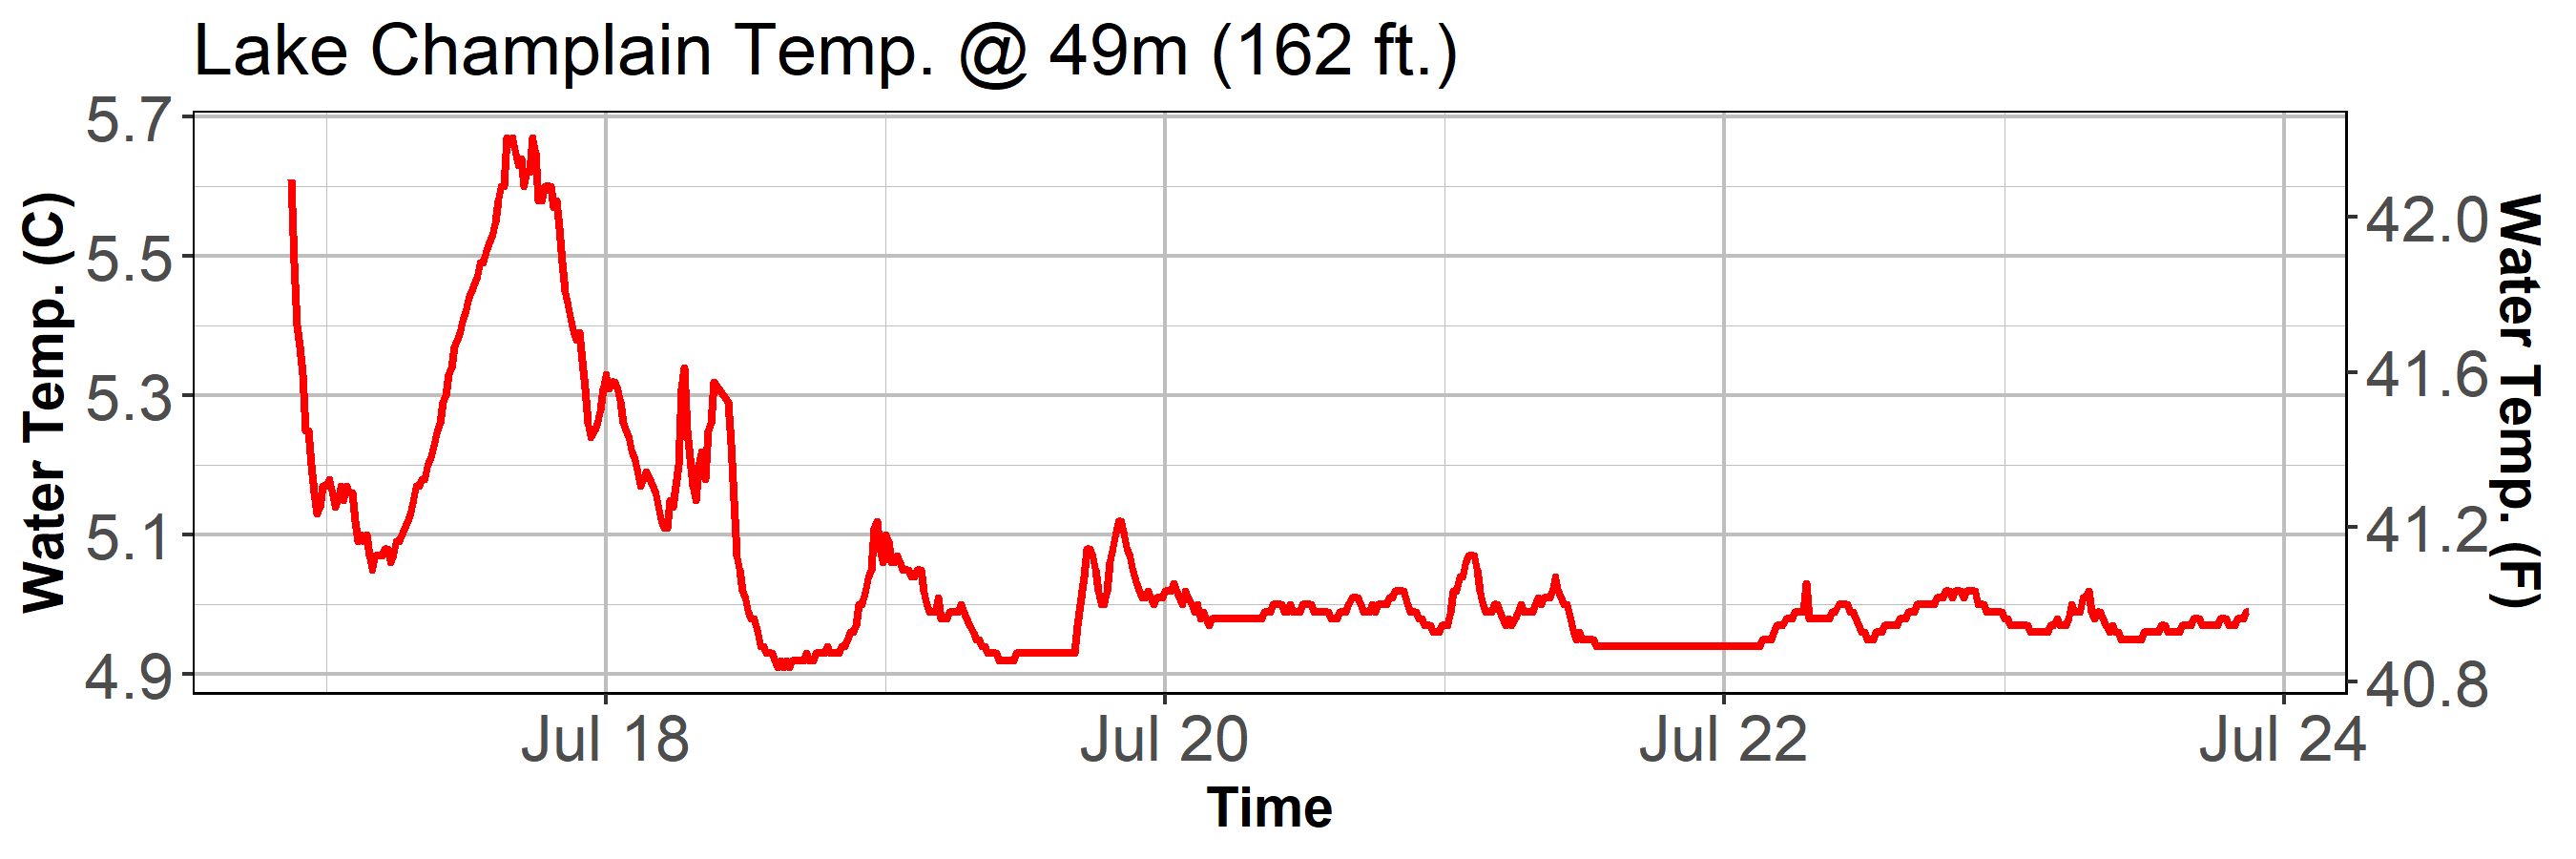 Lake Champlain Temp. @ 49m (162 ft.)
Water Temp. (C)
5.7
5.5
5.3
5.1
4.9
42.0
41.6
41.2
40.8
Water Temp. (F)
Jul 18 Jul 20 Jul 22 Jul 24
Time